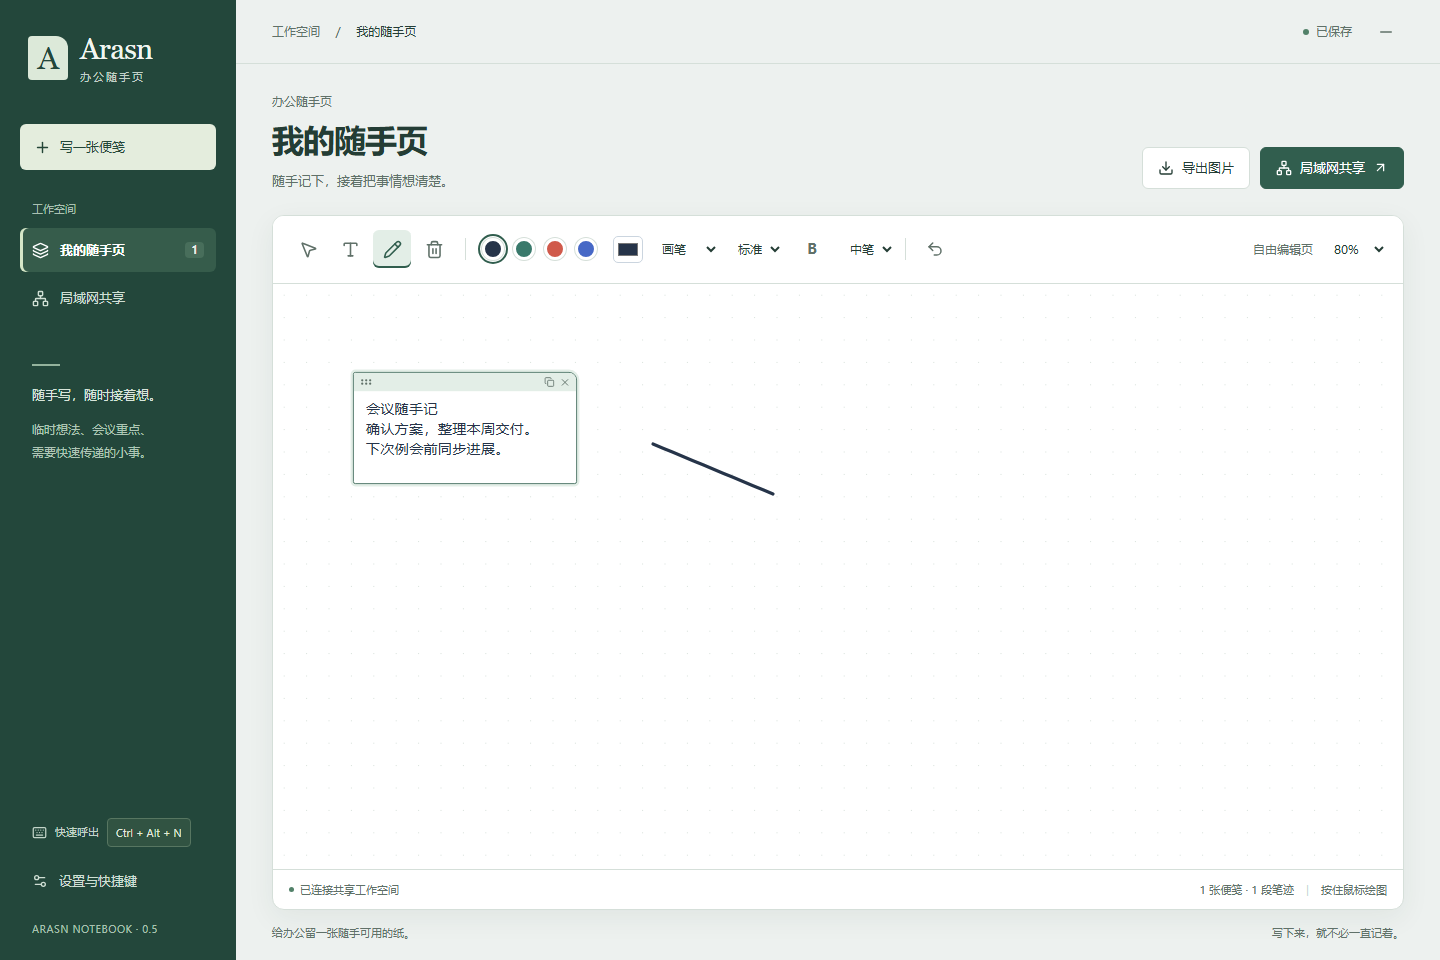 A
Arasn
办公随手页
写一张便笺
工作空间
我的随手页 1
局域网共享
随手写，随时接着想。
临时想法、会议重点、
需要快速传递的小事。
快速呼出 Ctrl + Alt + N
设置与快捷键
ARASN NOTEBOOK · 0.5
工作空间 / 我的随手页
已保存
办公随手页
我的随手页
随手记下，接着把事情想清楚。
导出图片
局域网共享
画笔 标准 B 中笔
自由编辑页 80%
会议随手记
确认方案，整理本周交付。
下次例会前同步进展。
已连接共享工作空间
1 张便笺 · 1 段笔迹 | 按住鼠标绘图
给办公留一张随手可用的纸。
写下来，就不必一直记着。